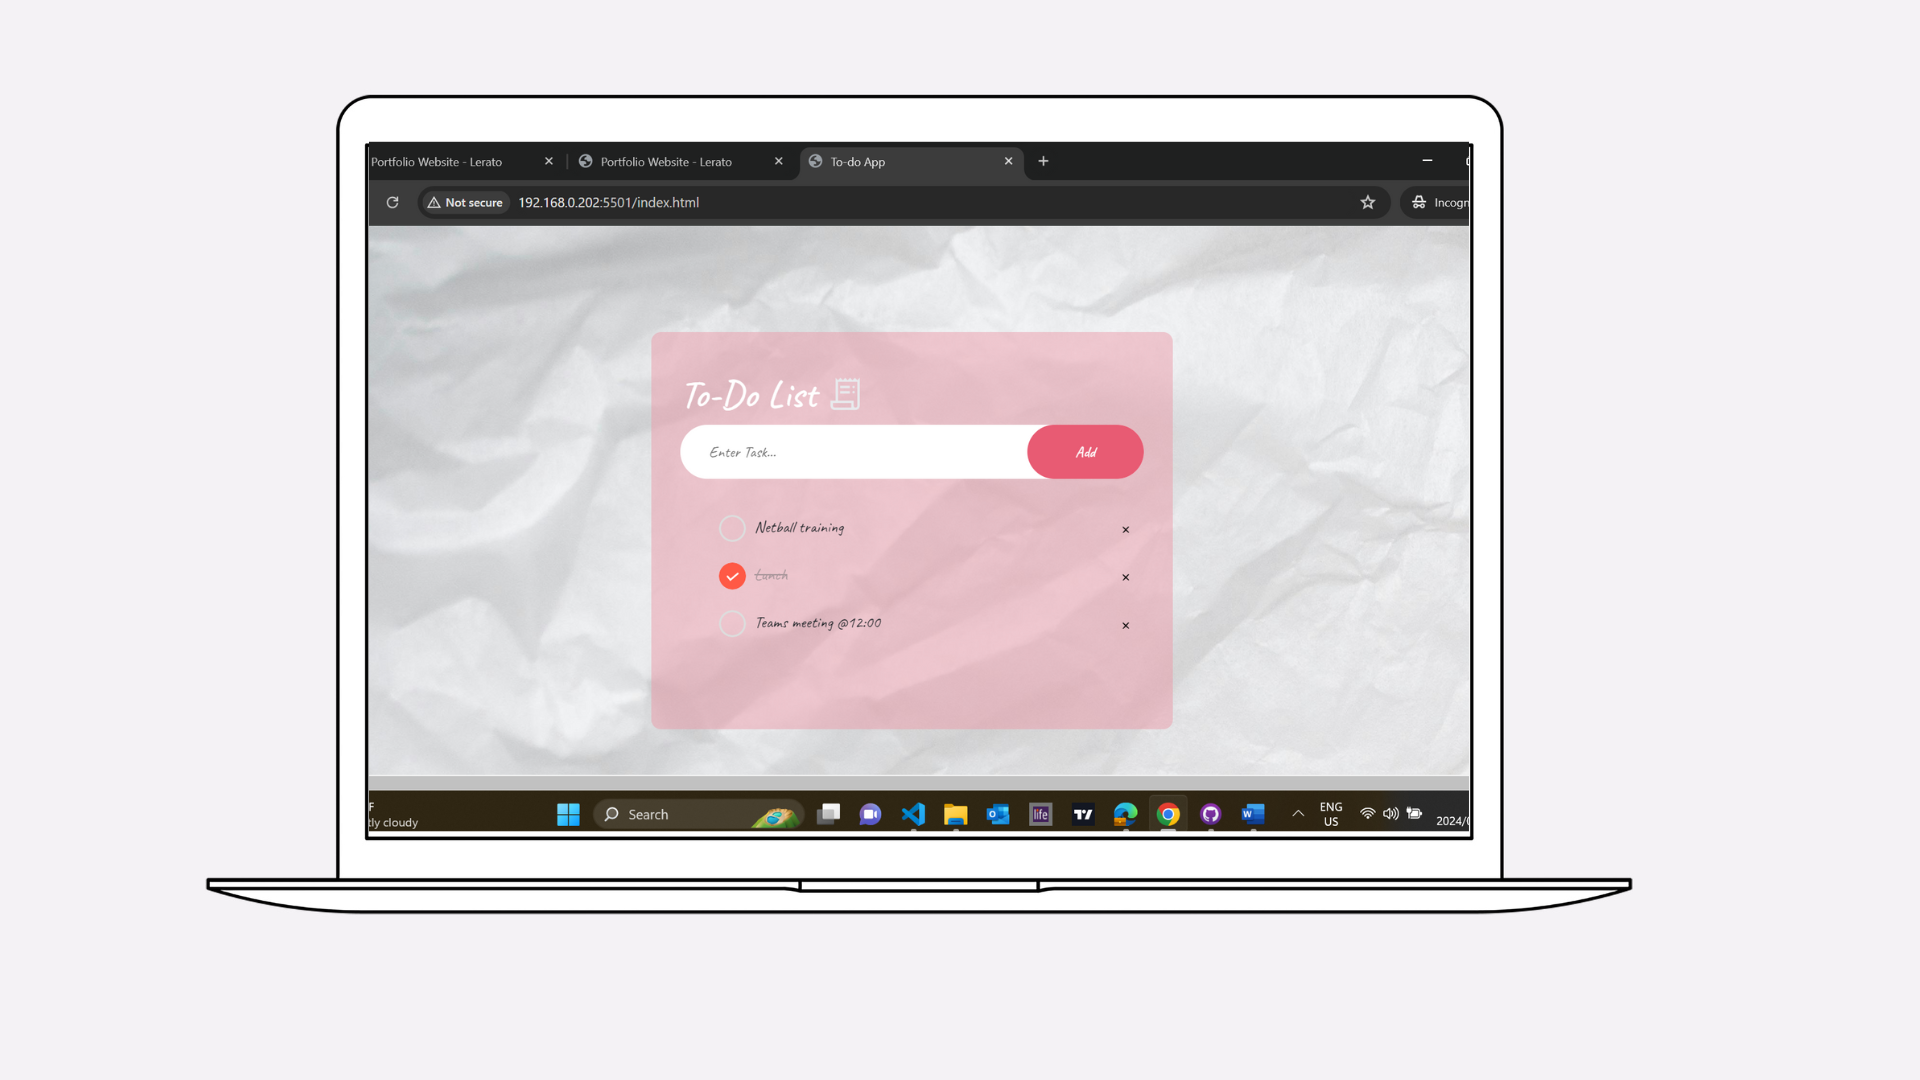 Portfolio Website - Lerato
Portfolio Website - Lerato
To-do App
Not secure
192.168.0.202:5501/index.html
Incogn
To-Do List
Enter Task...
Add
Netball training
Lunch
Teams meeting @12:00
F
tly cloudy
Search
life
ENG
US
2024/0